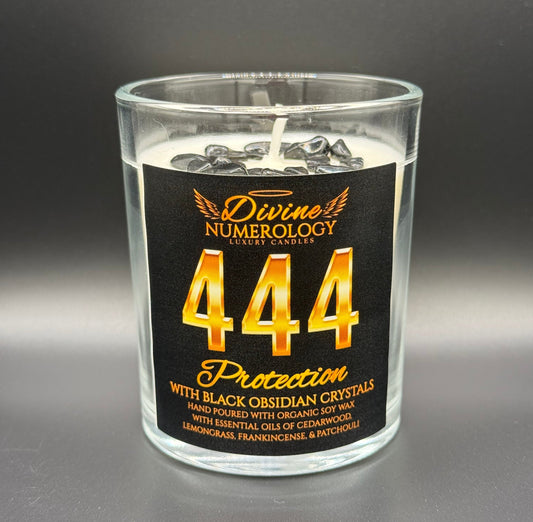 Divine
NUMEROLOGY
LUXURY CANDLES
444
Protection
WITH BLACK OBSIDIAN CRYSTALS
HAND POURED WITH ORGANIC SOY WAX
WITH ESSENTIAL OILS OF CEDARWOOD,
LEMONGRASS, FRANKINCENSE, & PATCHOULI